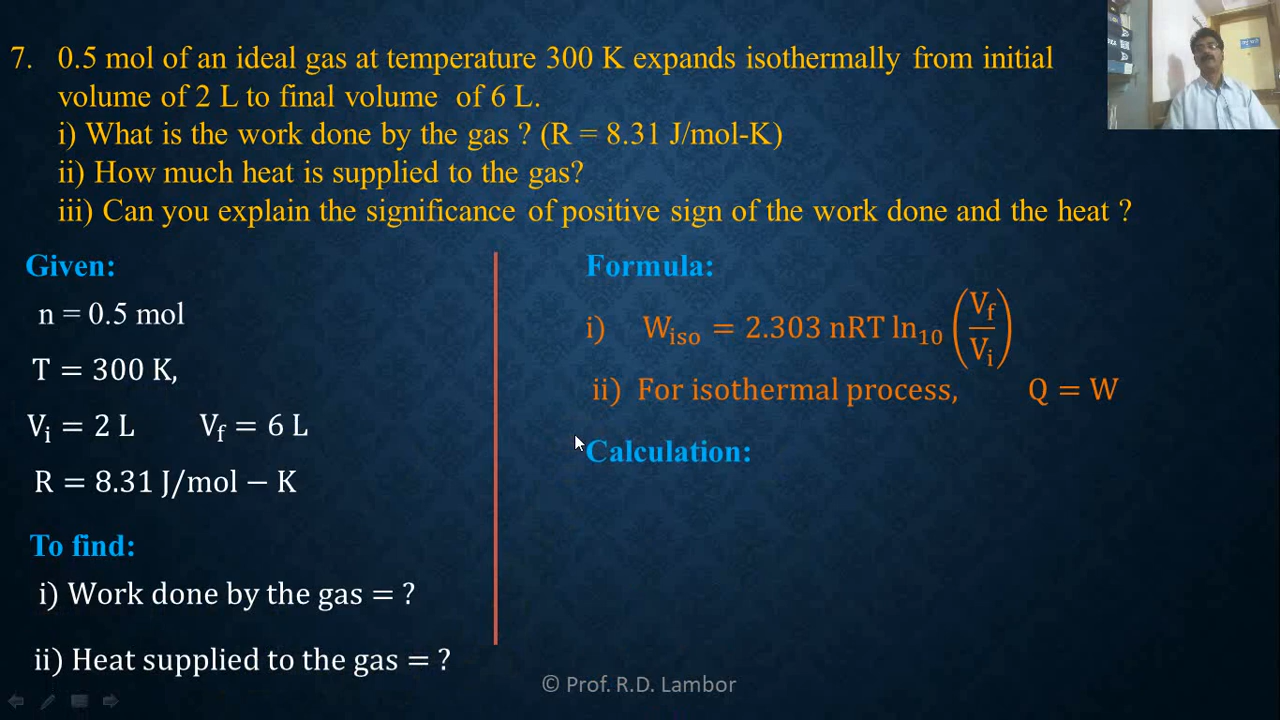 7. 0.5 mol of an ideal gas at temperature 300 K expands isothermally from initial
volume of 2 L to final volume of 6 L.
i) What is the work done by the gas ? (R = 8.31 J/mol-K)
ii) How much heat is supplied to the gas?
iii) Can you explain the significance of positive sign of the work done and the heat ?
Given:
n = 0.5 mol
T = 300 K,
Vᵢ = 2 L V_f = 6 L
R = 8.31 J/mol − K
To find:
i) Work done by the gas = ?
ii) Heat supplied to the gas = ?
Formula:
i) W_iso = 2.303 nRT ln₁₀ (V_f/Vᵢ)
ii) For isothermal process, Q = W
Calculation:
© Prof. R.D. Lambor